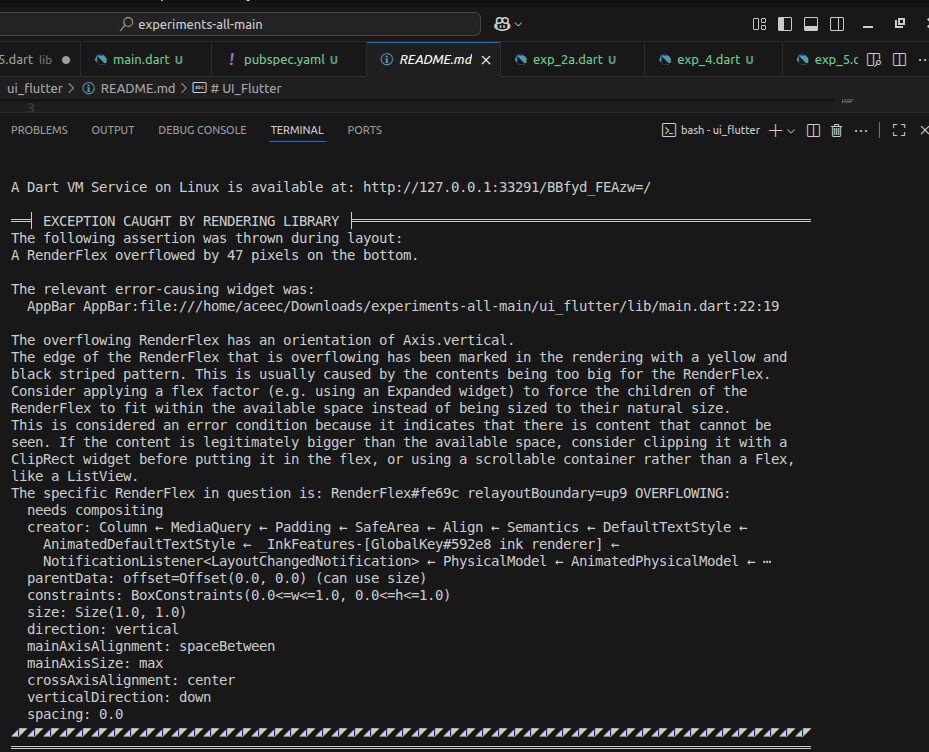 experiments-all-main
5.dart lib ● main.dart U ! pubspec.yaml U README.md × exp_2a.dart U exp_4.dart U exp_5.c
ui_flutter > README.md > # UI_Flutter
3
PROBLEMS OUTPUT DEBUG CONSOLE TERMINAL PORTS bash - ui_flutter
A Dart VM Service on Linux is available at: http://127.0.0.1:33291/BBfyd_FEAzw=/
══╡ EXCEPTION CAUGHT BY RENDERING LIBRARY ╞═════════════════════════════════════════════════════════
The following assertion was thrown during layout:
A RenderFlex overflowed by 47 pixels on the bottom.
The relevant error-causing widget was:
AppBar AppBar:file:///home/aceec/Downloads/experiments-all-main/ui_flutter/lib/main.dart:22:19
The overflowing RenderFlex has an orientation of Axis.vertical.
The edge of the RenderFlex that is overflowing has been marked in the rendering with a yellow and
black striped pattern. This is usually caused by the contents being too big for the RenderFlex.
Consider applying a flex factor (e.g. using an Expanded widget) to force the children of the
RenderFlex to fit within the available space instead of being sized to their natural size.
This is considered an error condition because it indicates that there is content that cannot be
seen. If the content is legitimately bigger than the available space, consider clipping it with a
ClipRect widget before putting it in the flex, or using a scrollable container rather than a Flex,
like a ListView.
The specific RenderFlex in question is: RenderFlex#fe69c relayoutBoundary=up9 OVERFLOWING:
needs compositing
creator: Column ← MediaQuery ← Padding ← SafeArea ← Align ← Semantics ← DefaultTextStyle ←
AnimatedDefaultTextStyle ← _InkFeatures-[GlobalKey#592e8 ink renderer] ←
NotificationListener<LayoutChangedNotification> ← PhysicalModel ← AnimatedPhysicalModel ← ⋯
parentData: offset=Offset(0.0, 0.0) (can use size)
constraints: BoxConstraints(0.0<=w<=1.0, 0.0<=h<=1.0)
size: Size(1.0, 1.0)
direction: vertical
mainAxisAlignment: spaceBetween
mainAxisSize: max
crossAxisAlignment: center
verticalDirection: down
spacing: 0.0